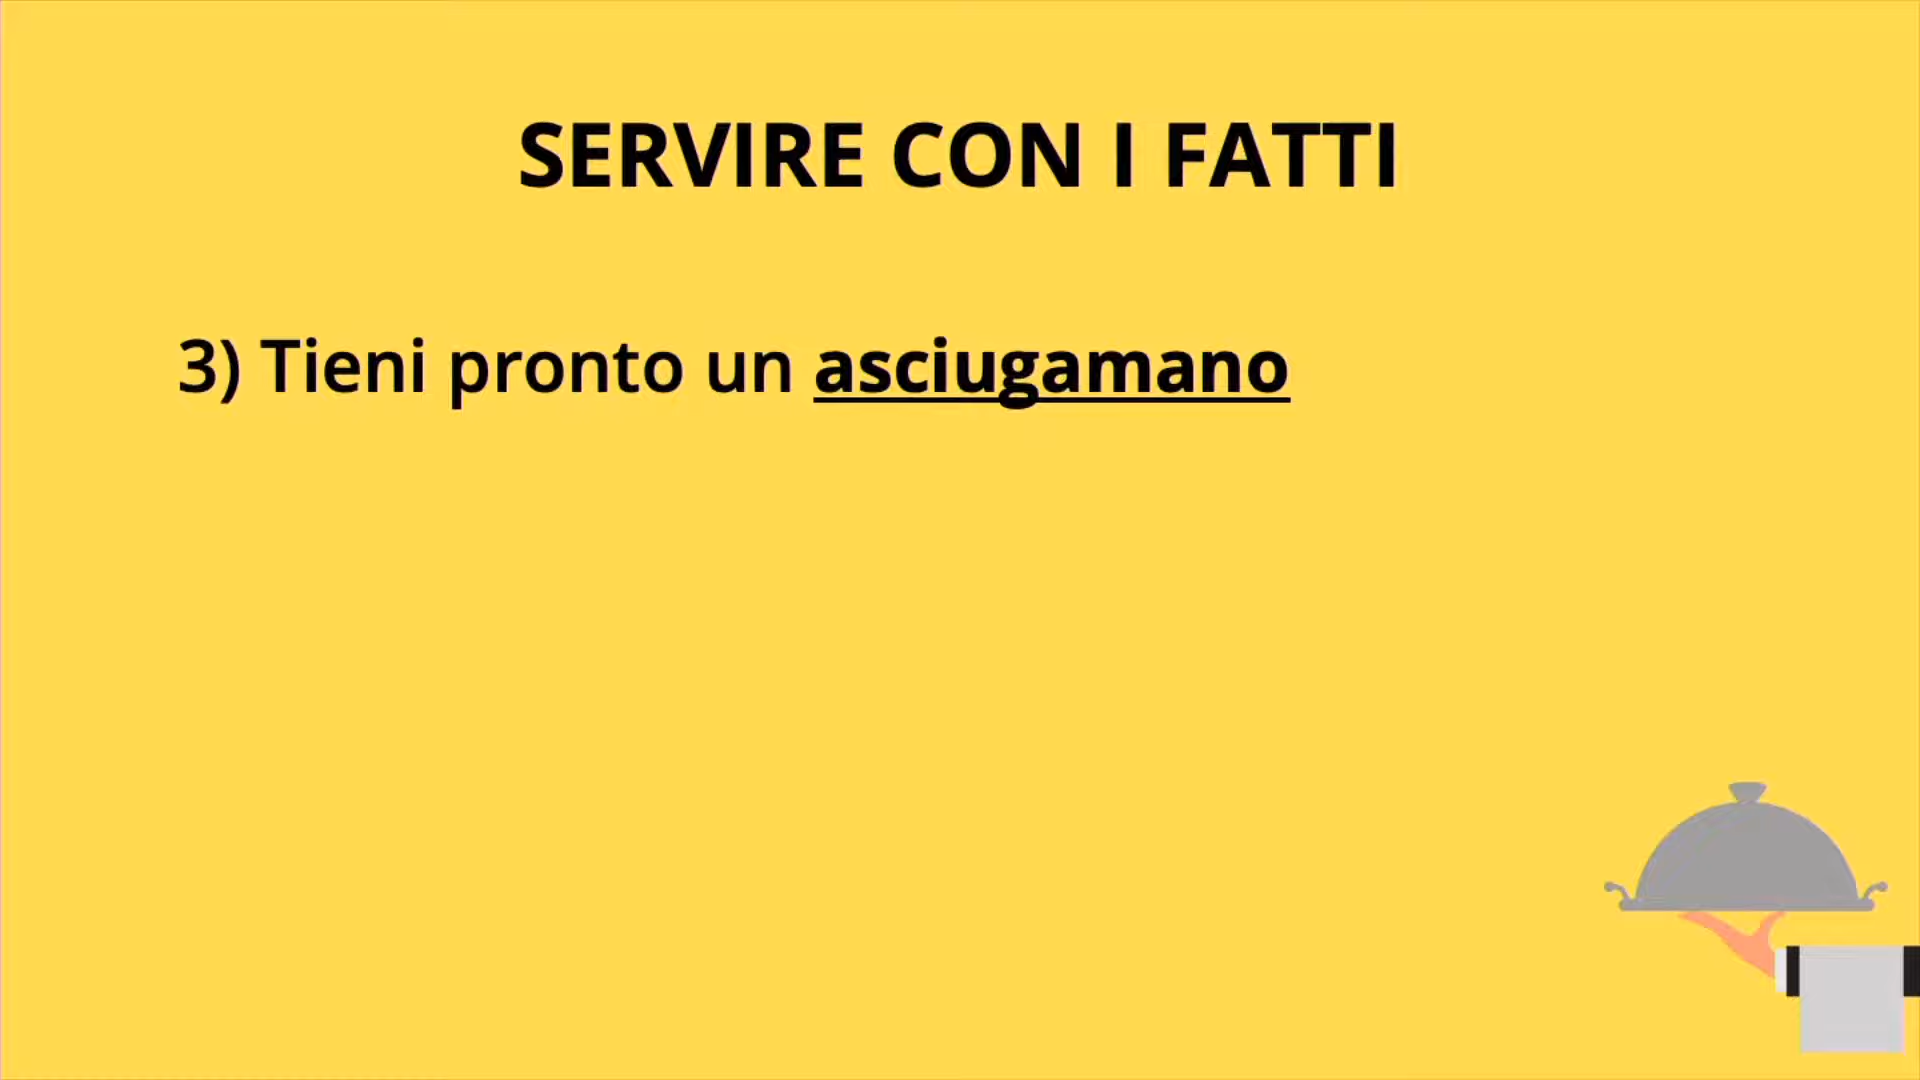 SERVIRE CON I FATTI
3) Tieni pronto un asciugamano